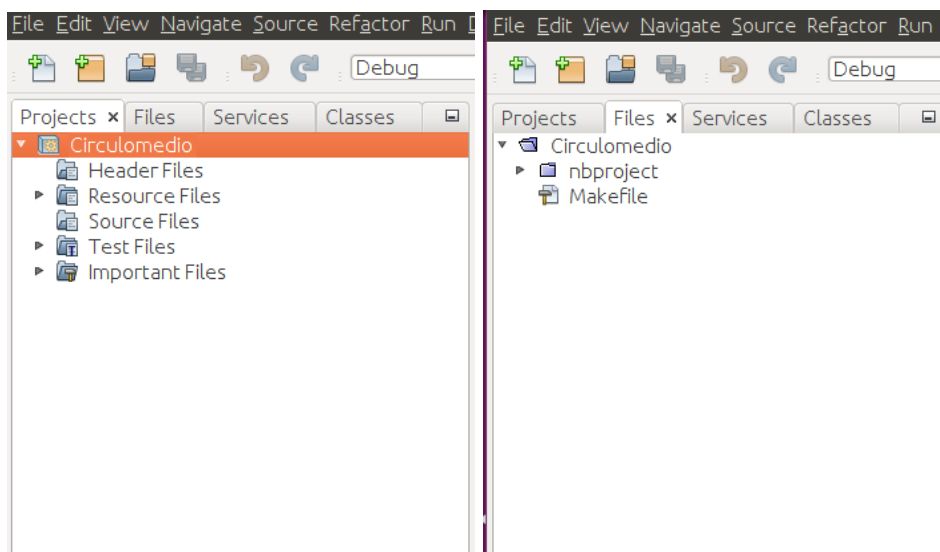 File Edit View Navigate Source Refactor Run
Debug
Projects × Files Services Classes
Circulomedio
Header Files
Resource Files
Source Files
Test Files
Important Files
File Edit View Navigate Source Refactor Run
Debug
Projects Files × Services Classes
Circulomedio
nbproject
Makefile